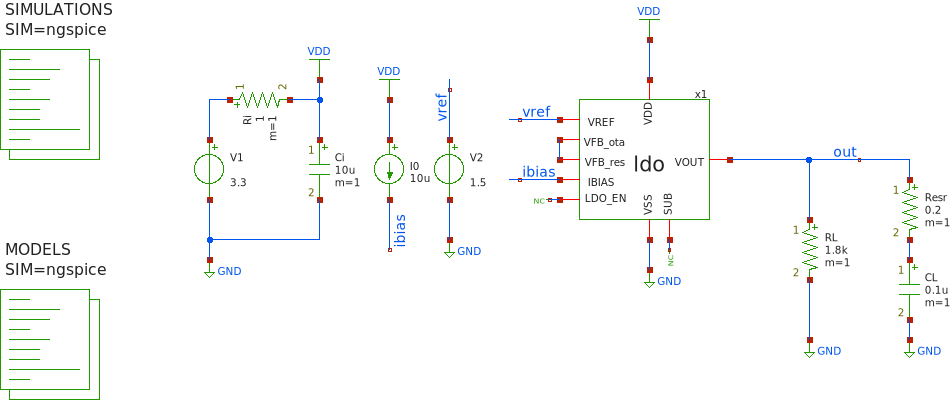 SIMULATIONS
SIM=ngspice
MODELS
SIM=ngspice
VDD
1
2
Ri
1
m=1
V1
3.3
1
Ci
10u
m=1
2
GND
VDD
I0
10u
ibias
vref
V2
1.5
GND
VDD
x1
vref
VREF
VDD
VFB_ota
VFB_res
ldo
VOUT
ibias
IBIAS
NC
LDO_EN
VSS
SUB
NC
GND
out
1
RL
1.8k
m=1
2
GND
1
Resr
0.2
m=1
2
1
CL
0.1u
m=1
2
GND